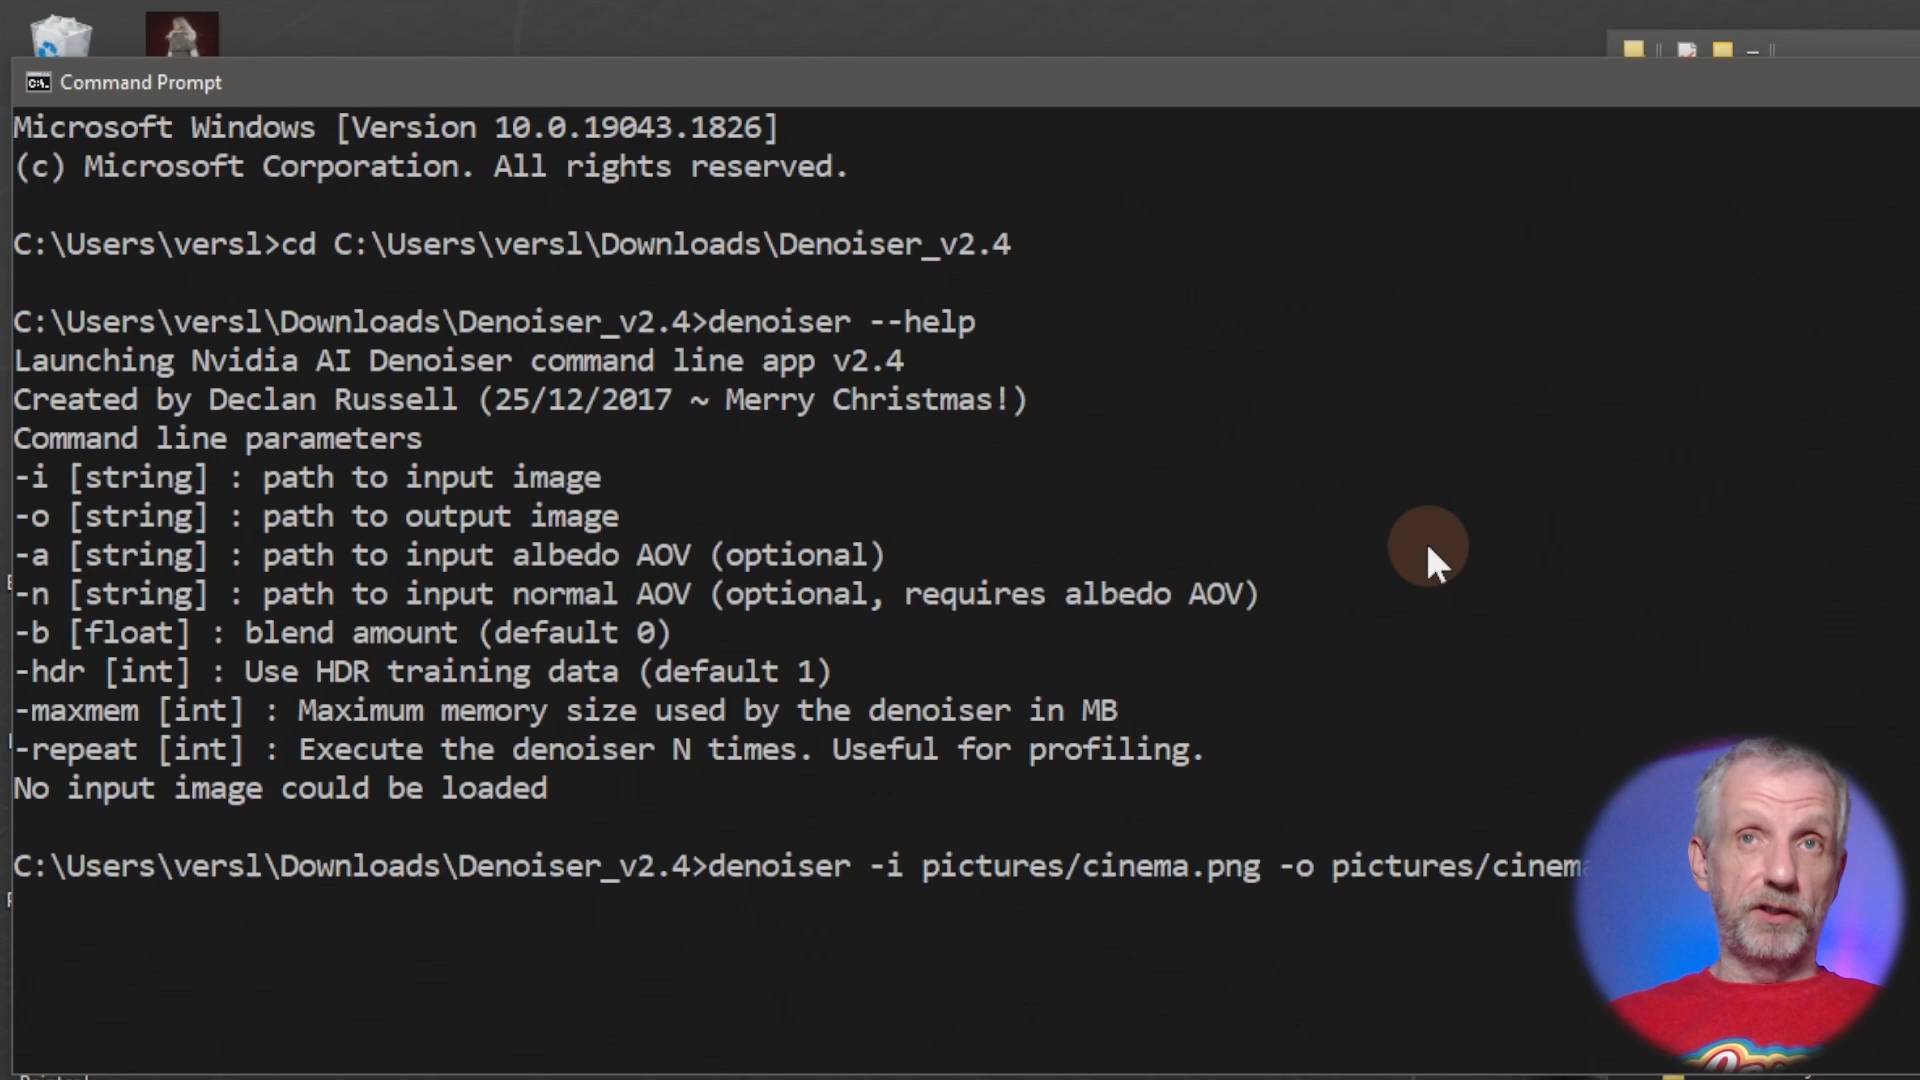 Command Prompt
Microsoft Windows [Version 10.0.19043.1826]
(c) Microsoft Corporation. All rights reserved.
C:\Users\versl>cd C:\Users\versl\Downloads\Denoiser_v2.4
C:\Users\versl\Downloads\Denoiser_v2.4>denoiser --help
Launching Nvidia AI Denoiser command line app v2.4
Created by Declan Russell (25/12/2017 ~ Merry Christmas!)
Command line parameters
-i [string] : path to input image
-o [string] : path to output image
-a [string] : path to input albedo AOV (optional)
-n [string] : path to input normal AOV (optional, requires albedo AOV)
-b [float] : blend amount (default 0)
-hdr [int] : Use HDR training data (default 1)
-maxmem [int] : Maximum memory size used by the denoiser in MB
-repeat [int] : Execute the denoiser N times. Useful for profiling.
No input image could be loaded
C:\Users\versl\Downloads\Denoiser_v2.4>denoiser -i pictures/cinema.png -o pictures/cinema